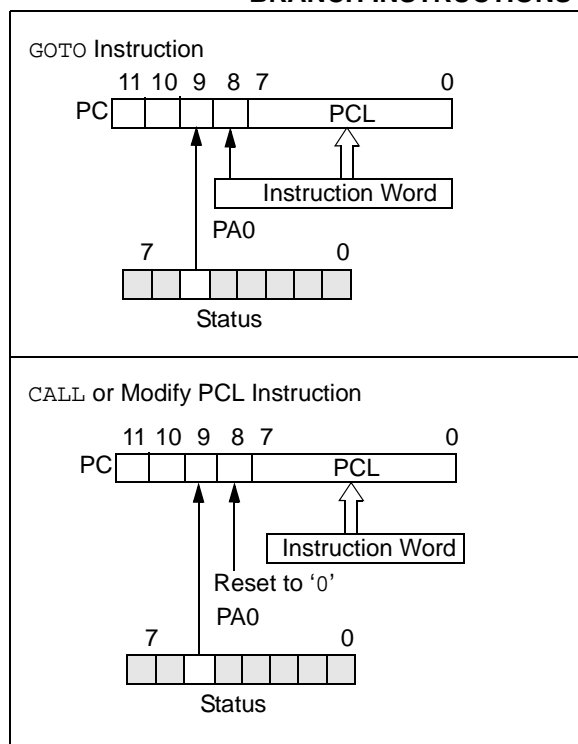 BRANCH INSTRUCTIONS
GOTO Instruction
11 10 9 8 7 0
PC PCL
Instruction Word
PA0
7 0
Status
CALL or Modify PCL Instruction
11 10 9 8 7 0
PC PCL
Instruction Word
Reset to ‘0’
PA0
7 0
Status